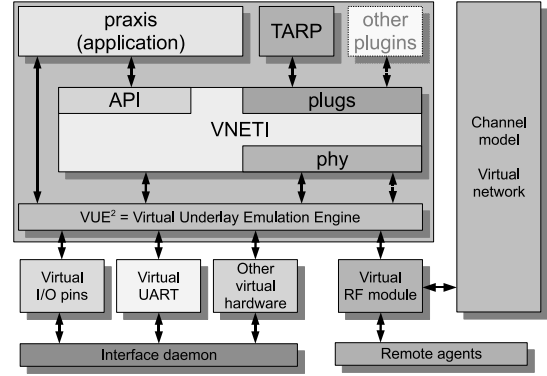 praxis
(application)
TARP
other
plugins
API
plugs
VNETI
phy
VUE² = Virtual Underlay Emulation Engine
Channel
model
Virtual
network
Virtual
I/O pins
Virtual
UART
Other
virtual
hardware
Virtual
RF module
Interface daemon
Remote agents